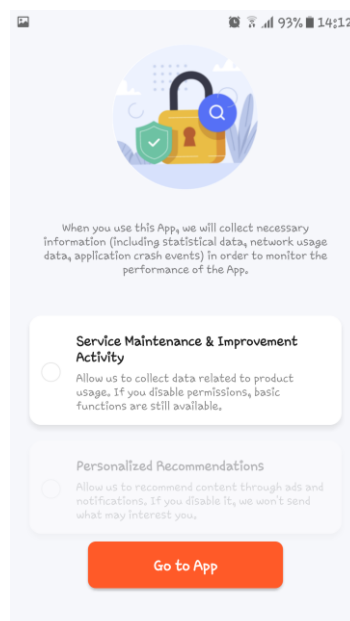 93% 14:12
When you use this App, we will collect necessary
information (including statistical data, network usage
data, application crash events) in order to monitor the
performance of the App.
Service Maintenance & Improvement
Activity
Allow us to collect data related to product
usage. If you disable permissions, basic
functions are still available.
Personalized Recommendations
Allow us to recommend content through ads and
notifications. If you disable it, we won't send
what may interest you.
Go to App